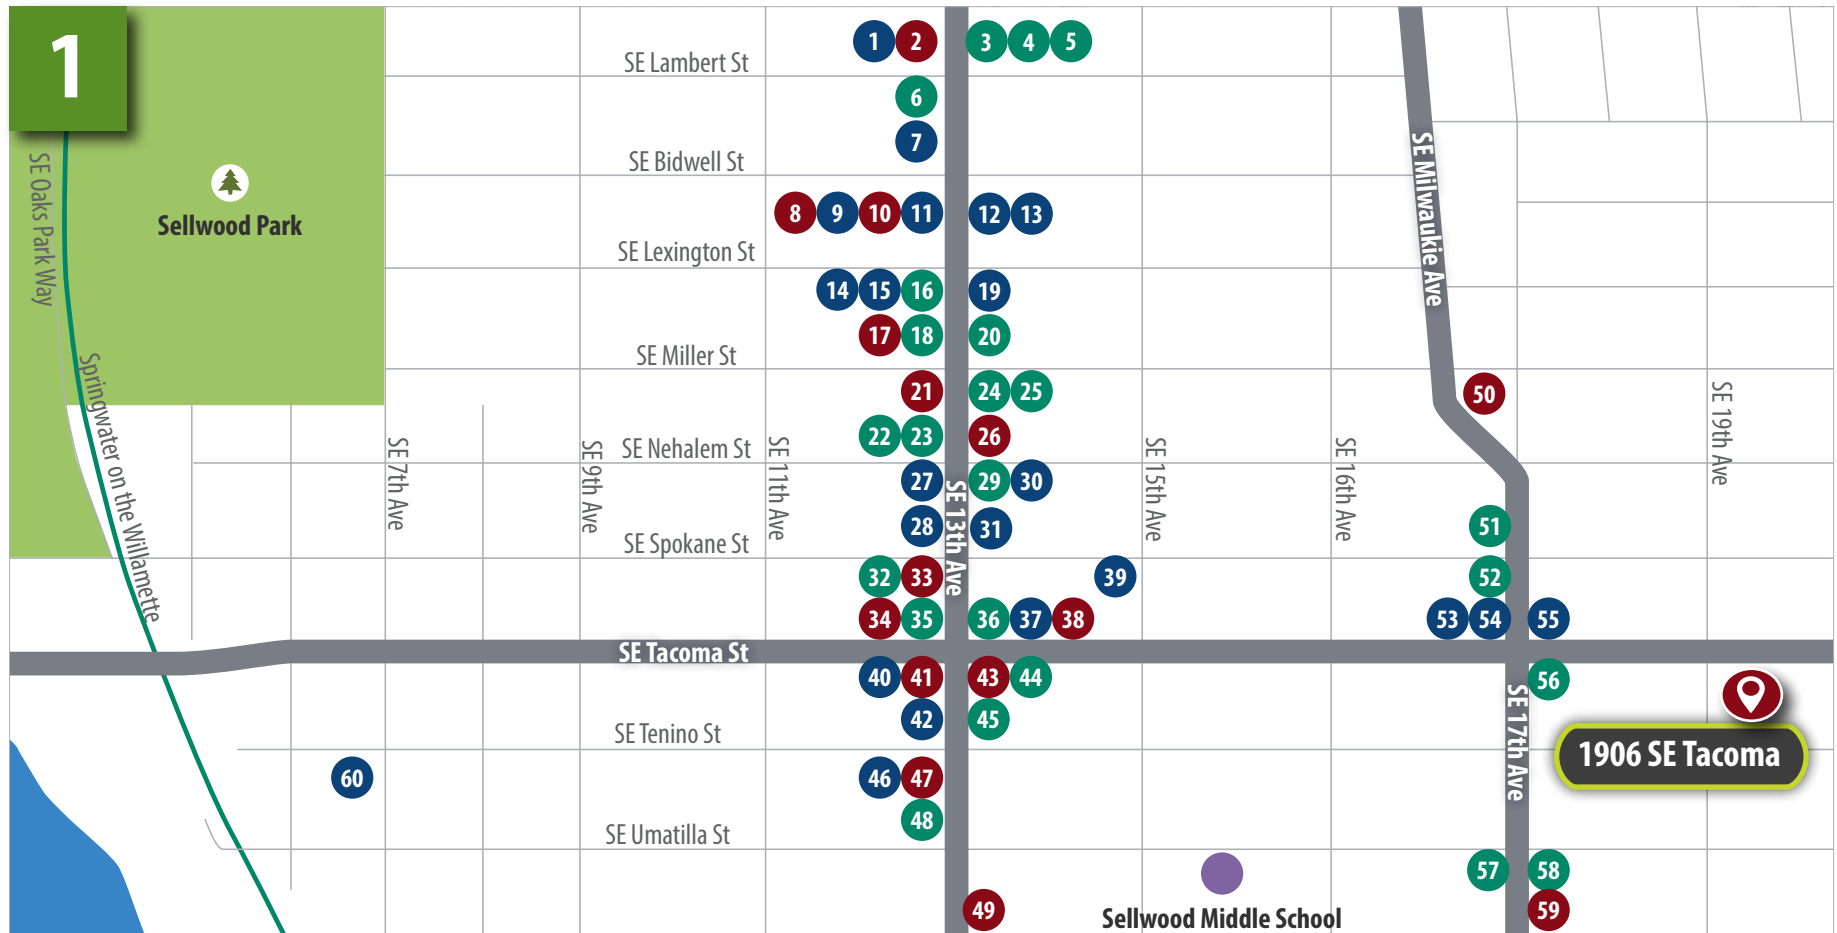 1
1 2 3 4 5
SE Lambert St
6
7
SE Bidwell St
SE Oaks Park Way
Sellwood Park
SE Milwaukie Ave
8 9 10 11 12 13
SE Lexington St
14 15 16 19
17 18 20
SE Miller St
Springwater on the Willamette
21 24 25
50
22 23 26
SE Nehalem St
SE 7th Ave
SE 9th Ave
SE 11th Ave
SE 13th Ave
SE 15th Ave
SE 16th Ave
SE 19th Ave
27 29 30
28 31
51
SE Spokane St
32 33 39 52
34 35 36 37 38 53 54 55
SE Tacoma St
40 41 43 44 56
42 45
SE Tenino St
SE 17th Ave
1906 SE Tacoma
60 46 47
48
SE Umatilla St
57 58
49
59
Sellwood Middle School